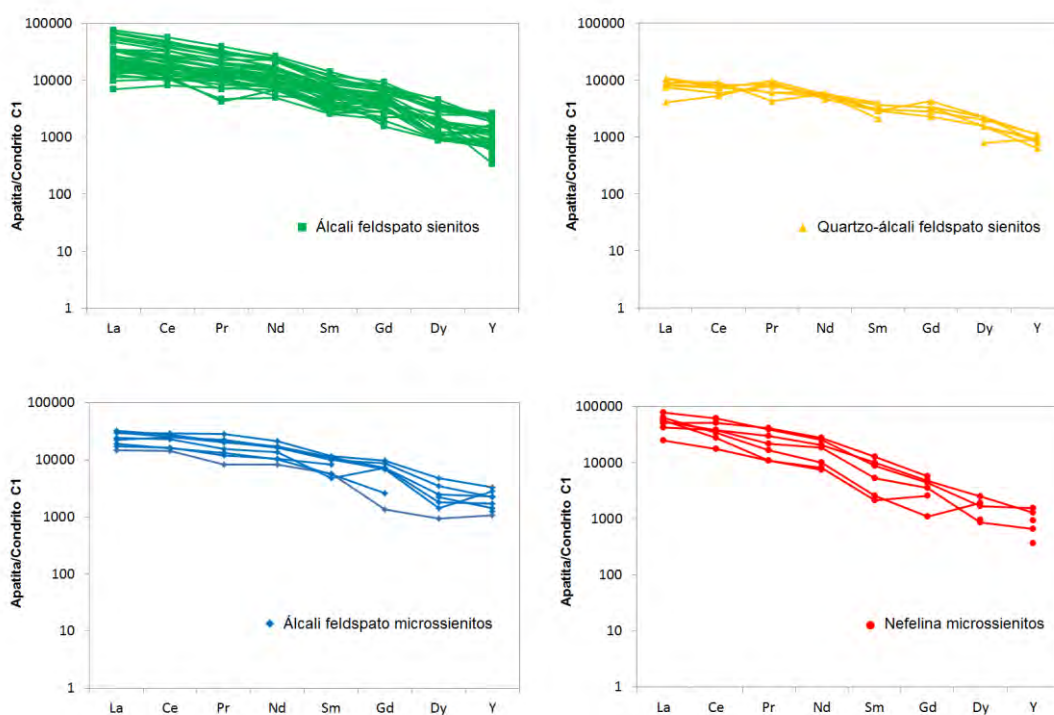 100000
10000
1000
100
10
1
Apatita/Condrito C1
La Ce Pr Nd Sm Gd Dy Y
Álcali feldspato sienitos
100000
10000
1000
100
10
1
Apatita/Condrito C1
La Ce Pr Nd Sm Gd Dy Y
Quartzo-álcali feldspato sienitos
100000
10000
1000
100
10
1
Apatita/Condrito C1
La Ce Pr Nd Sm Gd Dy Y
Álcali feldspato microssienitos
100000
10000
1000
100
10
1
Apatita/Condrito C1
La Ce Pr Nd Sm Gd Dy Y
Nefelina microssienitos